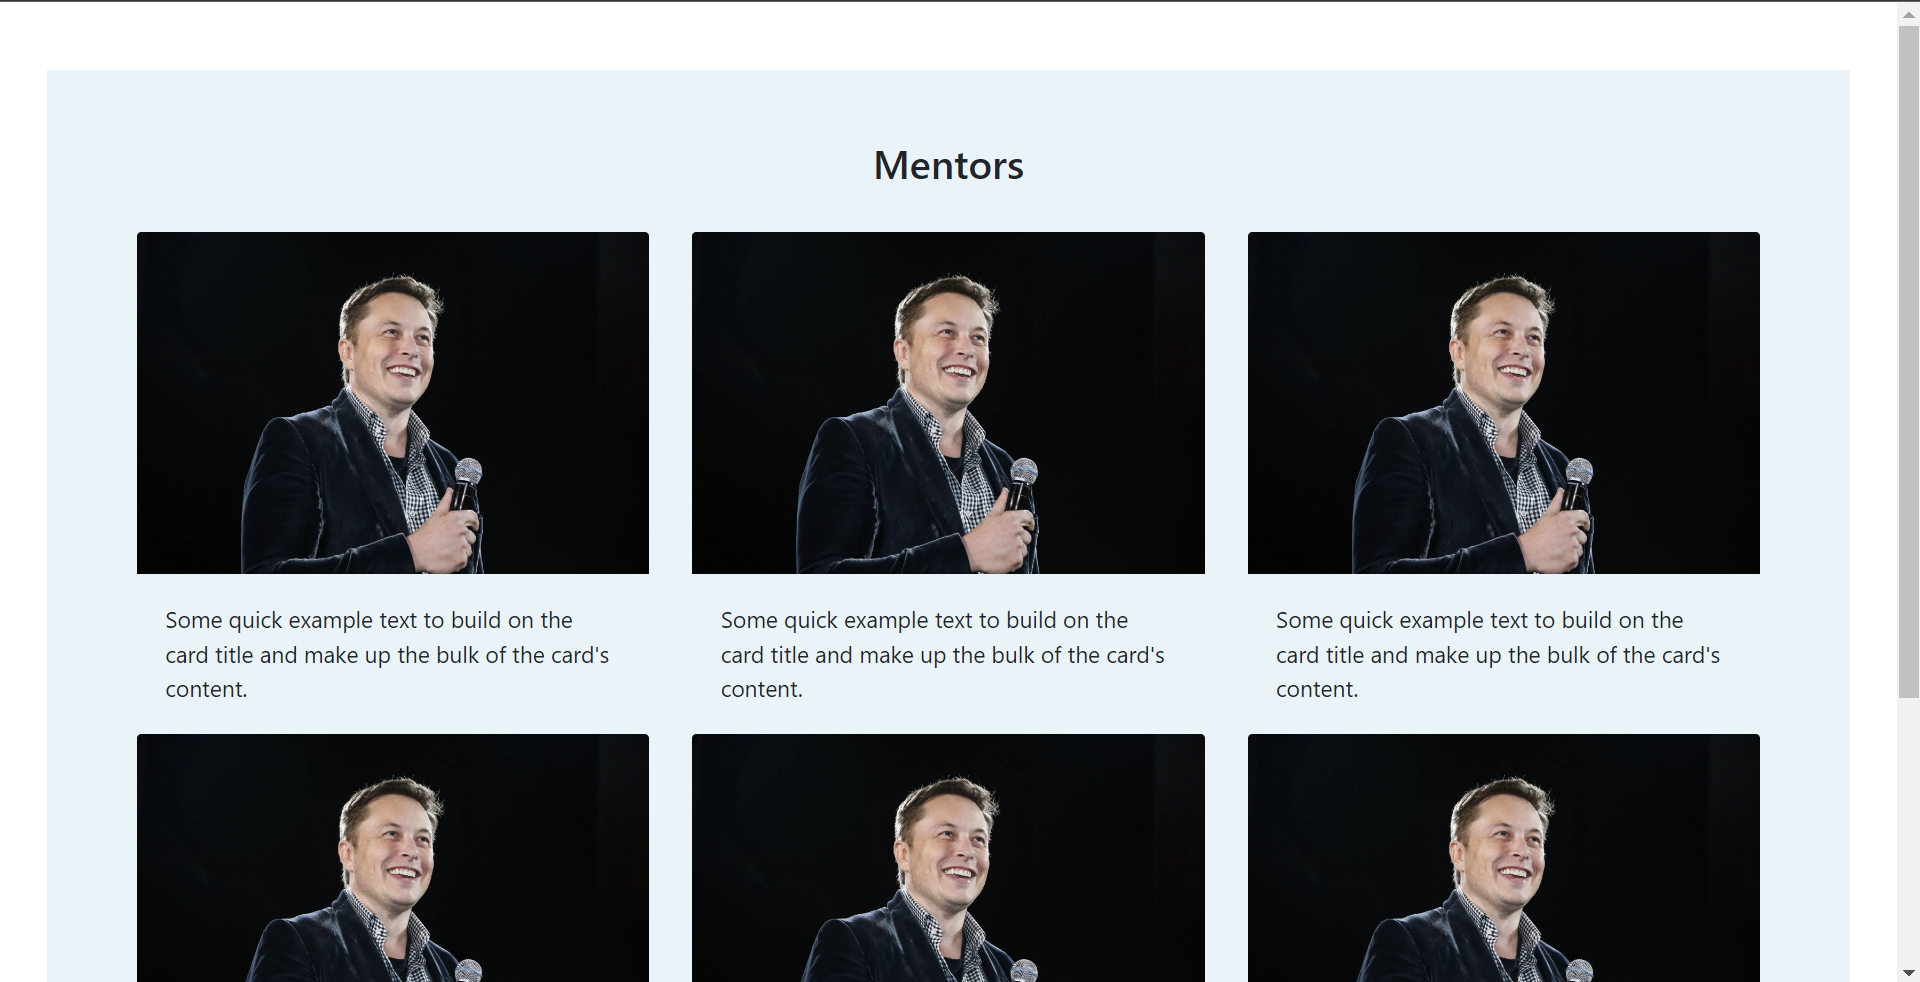 Mentors
Some quick example text to build on the
card title and make up the bulk of the card's
content.
Some quick example text to build on the
card title and make up the bulk of the card's
content.
Some quick example text to build on the
card title and make up the bulk of the card's
content.